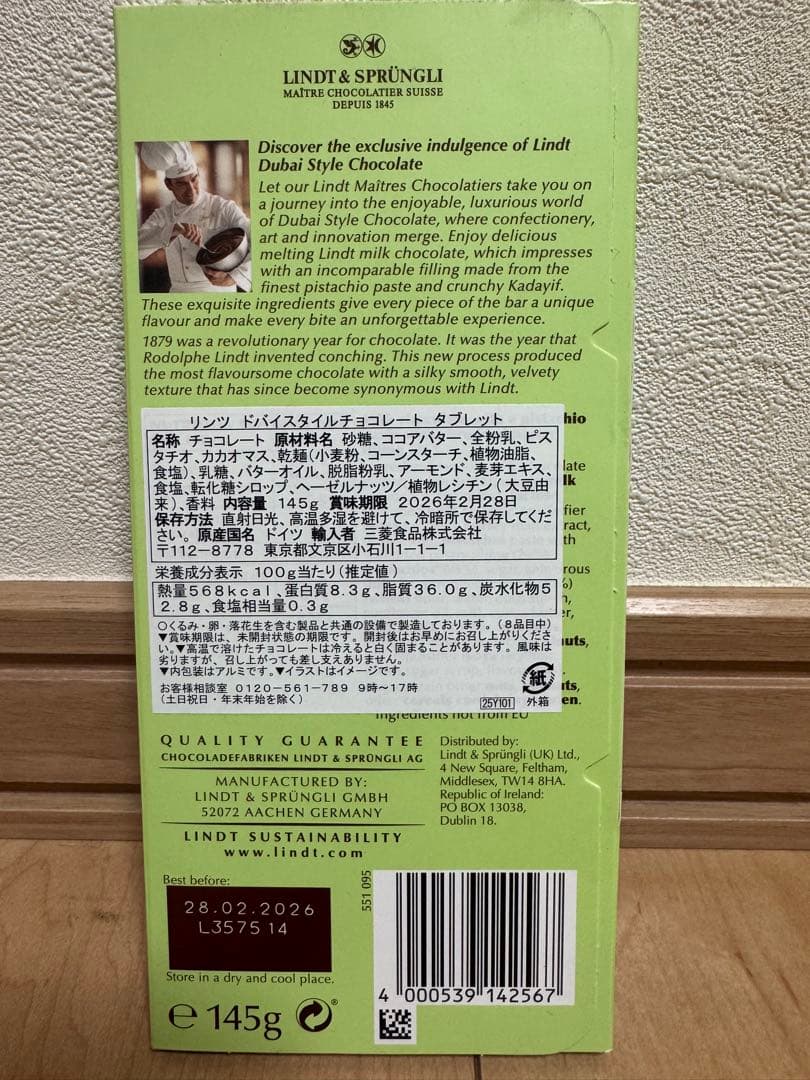 LINDT & SPRÜNGLI
MAÎTRE CHOCOLATIER SUISSE
DEPUIS 1845
Discover the exclusive indulgence of Lindt
Dubai Style Chocolate
Let our Lindt Maîtres Chocolatiers take you on
a journey into the enjoyable, luxurious world
of Dubai Style Chocolate, where confectionery,
art and innovation merge. Enjoy delicious
melting Lindt milk chocolate, which impresses
with an incomparable filling made from the
finest pistachio paste and crunchy Kadayif.
These exquisite ingredients give every piece of the bar a unique
flavour and make every bite an unforgettable experience.
1879 was a revolutionary year for chocolate. It was the year that
Rodolphe Lindt invented conching. This new process produced
the most flavoursome chocolate with a silky smooth, velvety
texture that has since become synonymous with Lindt.
リンツ ドバイスタイルチョコレート タブレット
名称 チョコレート 原材料名 砂糖、ココアバター、全粉乳、ピス
タチオ、カカオマス、乾麺(小麦粉、コーンスターチ、植物油脂、
食塩)、乳糖、バターオイル、脱脂粉乳、アーモンド、麦芽エキス、
食塩、転化糖シロップ、ヘーゼルナッツ／植物レシチン(大豆由
来)、香料 内容量 145g 賞味期限 2026年2月28日
保存方法 直射日光、高温多湿を避けて、冷暗所で保存してくだ
さい。原産国名 ドイツ 輸入者 三菱食品株式会社
〒112-8778 東京都文京区小石川1-1-1
栄養成分表示 100g当たり(推定値)
熱量568kcal、蛋白質8.3g、脂質36.0g、炭水化物5
2.8g、食塩相当量0.3g
○くるみ・卵・落花生を含む製品と共通の設備で製造しております。(8品目中)
▼賞味期限は、未開封状態の期限です。開封後はお早めにお召し上がりくださ
い。▼高温で溶けたチョコレートは冷えると白く固まることがあります。風味は
劣りますが、召し上がっても差し支えありません。
▼内包装はアルミです。▼イラストはイメージです。
お客様相談室 0120-561-789 9時～17時
(土日祝日・年末年始を除く)
25Y101
紙
外箱
ingredients not from EU
QUALITY GUARANTEE
CHOCOLADEFABRIKEN LINDT & SPRÜNGLI AG
MANUFACTURED BY:
LINDT & SPRÜNGLI GMBH
52072 AACHEN GERMANY
LINDT SUSTAINABILITY
www.lindt.com
Distributed by:
Lindt & Sprüngli (UK) Ltd.,
4 New Square, Feltham,
Middlesex, TW14 8HA.
Republic of Ireland:
PO BOX 13038,
Dublin 18.
Best before:
28.02.2026
L3575 14
Store in a dry and cool place.
e 145g
551 095
4 000539 142567